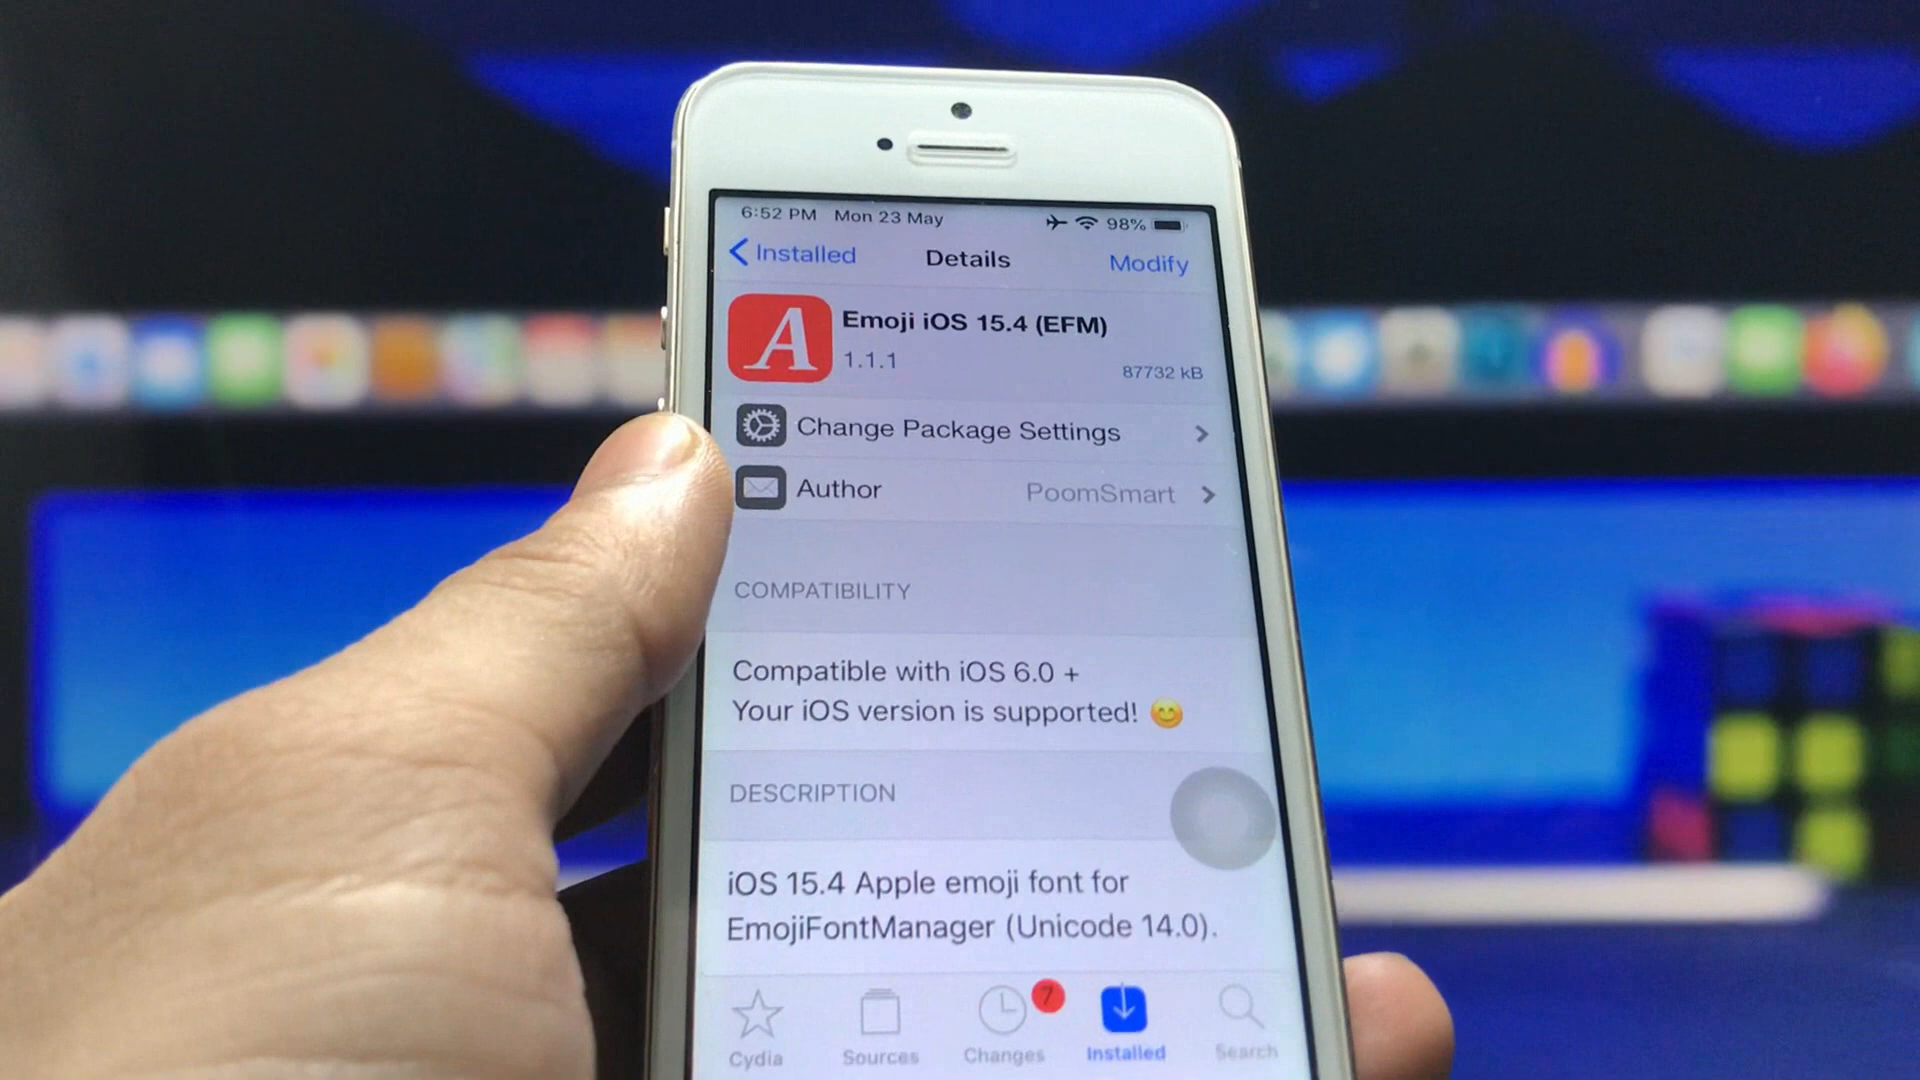 6:52 PM Mon 23 May 98%
Installed Details Modify
A
Emoji iOS 15.4 (EFM)
1.1.1
87732 kB
Change Package Settings
Author PoomSmart
COMPATIBILITY
Compatible with iOS 6.0 +
Your iOS version is supported! 😊
DESCRIPTION
iOS 15.4 Apple emoji font for
EmojiFontManager (Unicode 14.0).
7
Cydia Sources Changes Installed Search